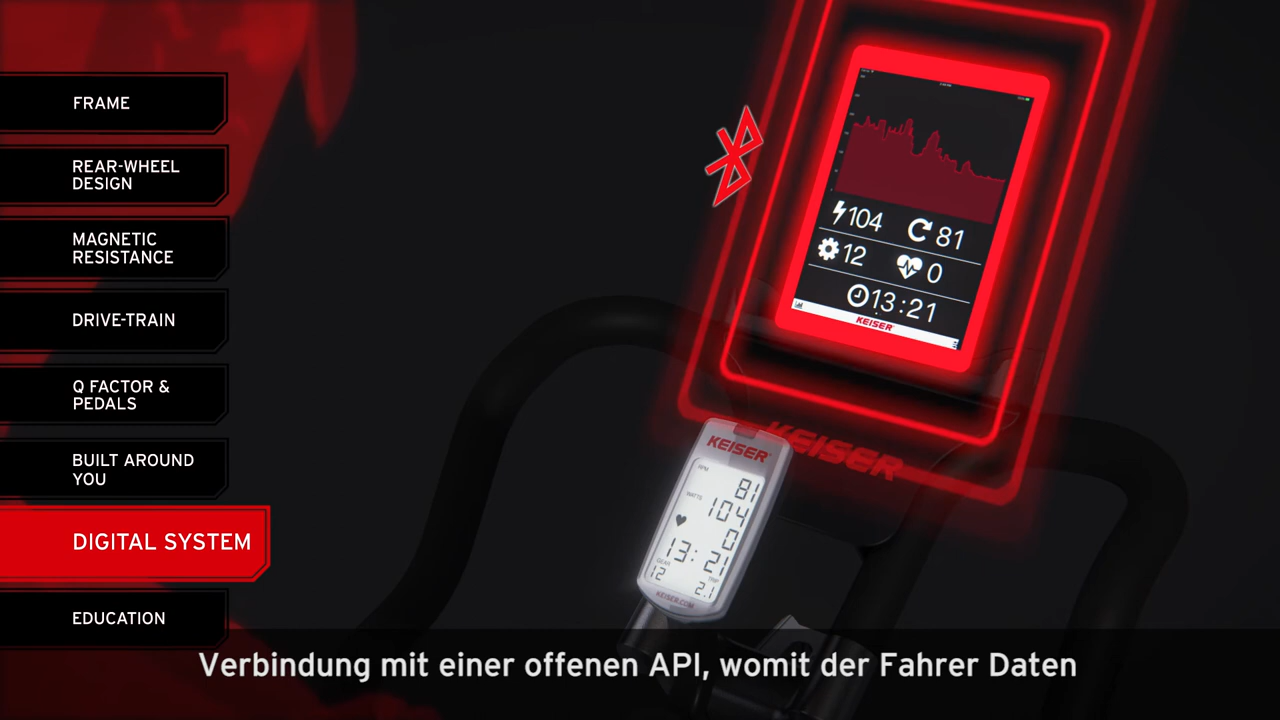 FRAME
REAR-WHEEL
DESIGN
MAGNETIC
RESISTANCE
DRIVE-TRAIN
Q FACTOR &
PEDALS
BUILT AROUND
YOU
DIGITAL SYSTEM
EDUCATION
104 81
12 0
13:21
KEISER
KEISER
KEISER
RPM
81
WATTS
104
0
13:21
GEAR TRIP
12 2.1
KEISER.COM
Verbindung mit einer offenen API, womit der Fahrer Daten